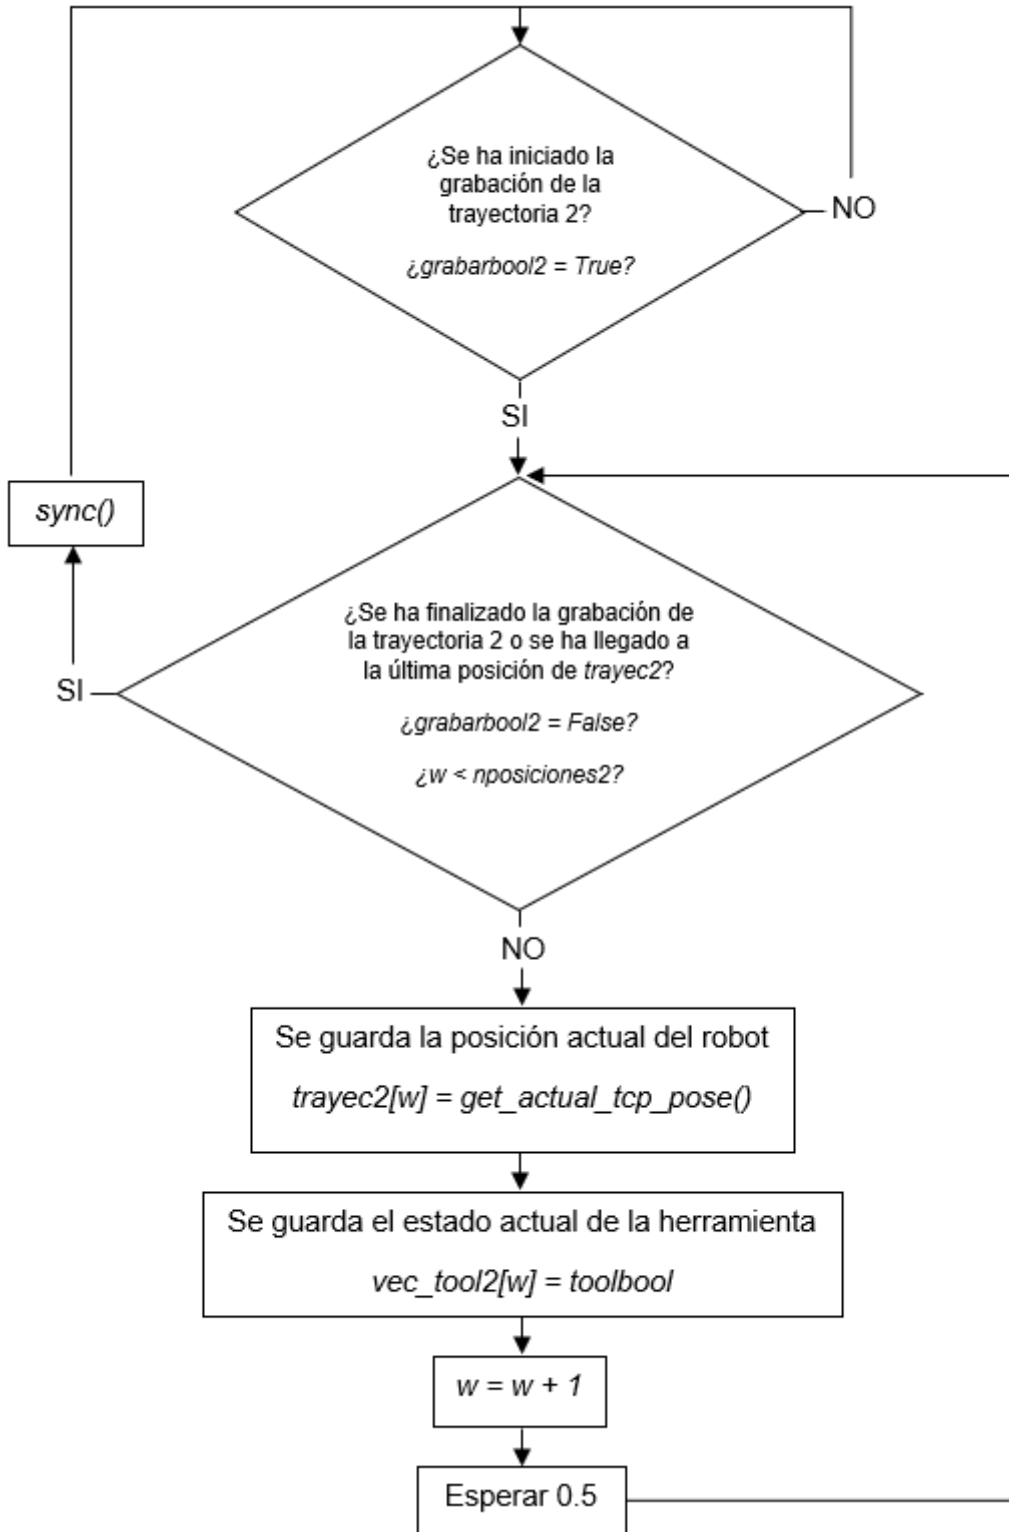 ¿Se ha iniciado la
grabación de la
trayectoria 2?
¿grabarbool2 = True?
NO
SI
sync()
¿Se ha finalizado la grabación de
la trayectoria 2 o se ha llegado a
la última posición de trayec2?
¿grabarbool2 = False?
¿w < nposiciones2?
SI
NO
Se guarda la posición actual del robot
trayec2[w] = get_actual_tcp_pose()
Se guarda el estado actual de la herramienta
vec_tool2[w] = toolbool
w = w + 1
Esperar 0.5